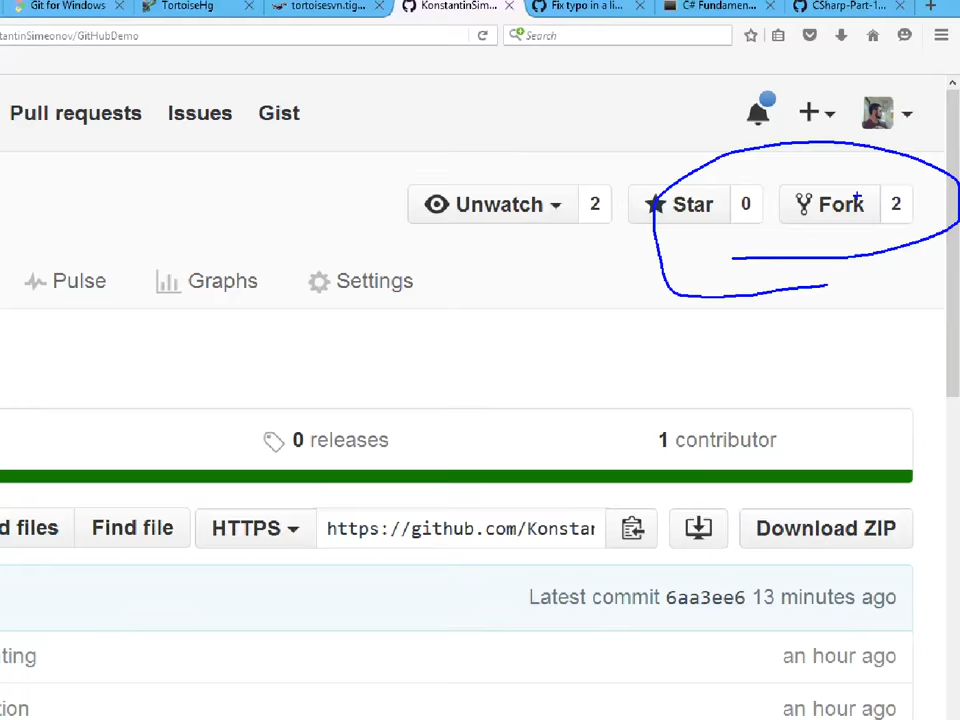 Git for Windows TortoiseHg tortoisesvn.tig... KonstantinSim... Fix typo in a li... C# Fundamen... CSharp-Part-1...
antinSimeonov/GitHubDemo Search
Pull requests Issues Gist
Unwatch 2 Star 0 Fork 2
Pulse Graphs Settings
0 releases 1 contributor
d files Find file HTTPS https://github.com/Konstan Download ZIP
Latest commit 6aa3ee6 13 minutes ago
ting an hour ago
tion an hour ago